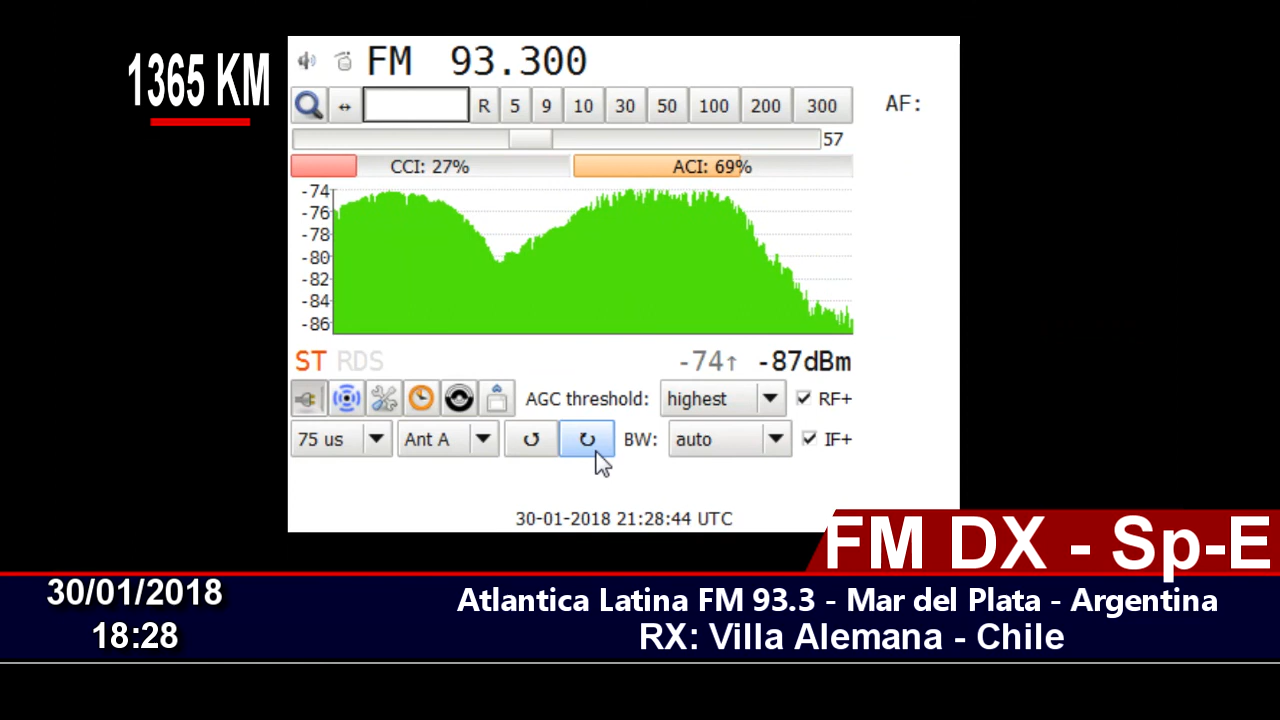 1365 KM
FM 93.300
R 5 9 10 30 50 100 200 300 AF:
57
CCI: 27% ACI: 69%
-74
-76
-78
-80
-82
-84
-86
ST RDS -74↑ -87dBm
AGC threshold: highest RF+
75 us Ant A BW: auto IF+
30-01-2018 21:28:44 UTC
FM DX - Sp-E
30/01/2018
18:28
Atlantica Latina FM 93.3 - Mar del Plata - Argentina
RX: Villa Alemana - Chile